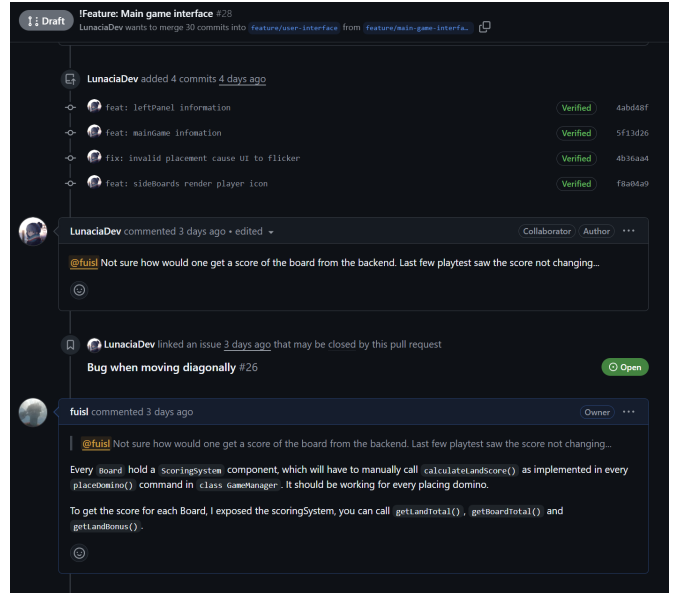 Draft
!Feature: Main game interface #28
LunaciaDev wants to merge 30 commits into feature/user-interface from feature/main-game-interfa…
LunaciaDev added 4 commits 4 days ago
feat: leftPanel information Verified 4abd48f
feat: mainGame infomation Verified 5f13d26
fix: invalid placement cause UI to flicker Verified 4b36aa4
feat: sideBoards render player icon Verified f8a04a9
LunaciaDev commented 3 days ago • edited Collaborator Author
@fuisl Not sure how would one get a score of the board from the backend. Last few playtest saw the score not changing...
LunaciaDev linked an issue 3 days ago that may be closed by this pull request
Bug when moving diagonally #26 Open
fuisl commented 3 days ago Owner
@fuisl Not sure how would one get a score of the board from the backend. Last few playtest saw the score not changing...
Every Board hold a ScoringSystem component, which will have to manually call calculateLandScore() as implemented in every
placeDomino() command in class GameManager. It should be working for every placing domino.
To get the score for each Board, I exposed the scoringSystem, you can call getLandTotal(), getBoardTotal() and
getLandBonus().